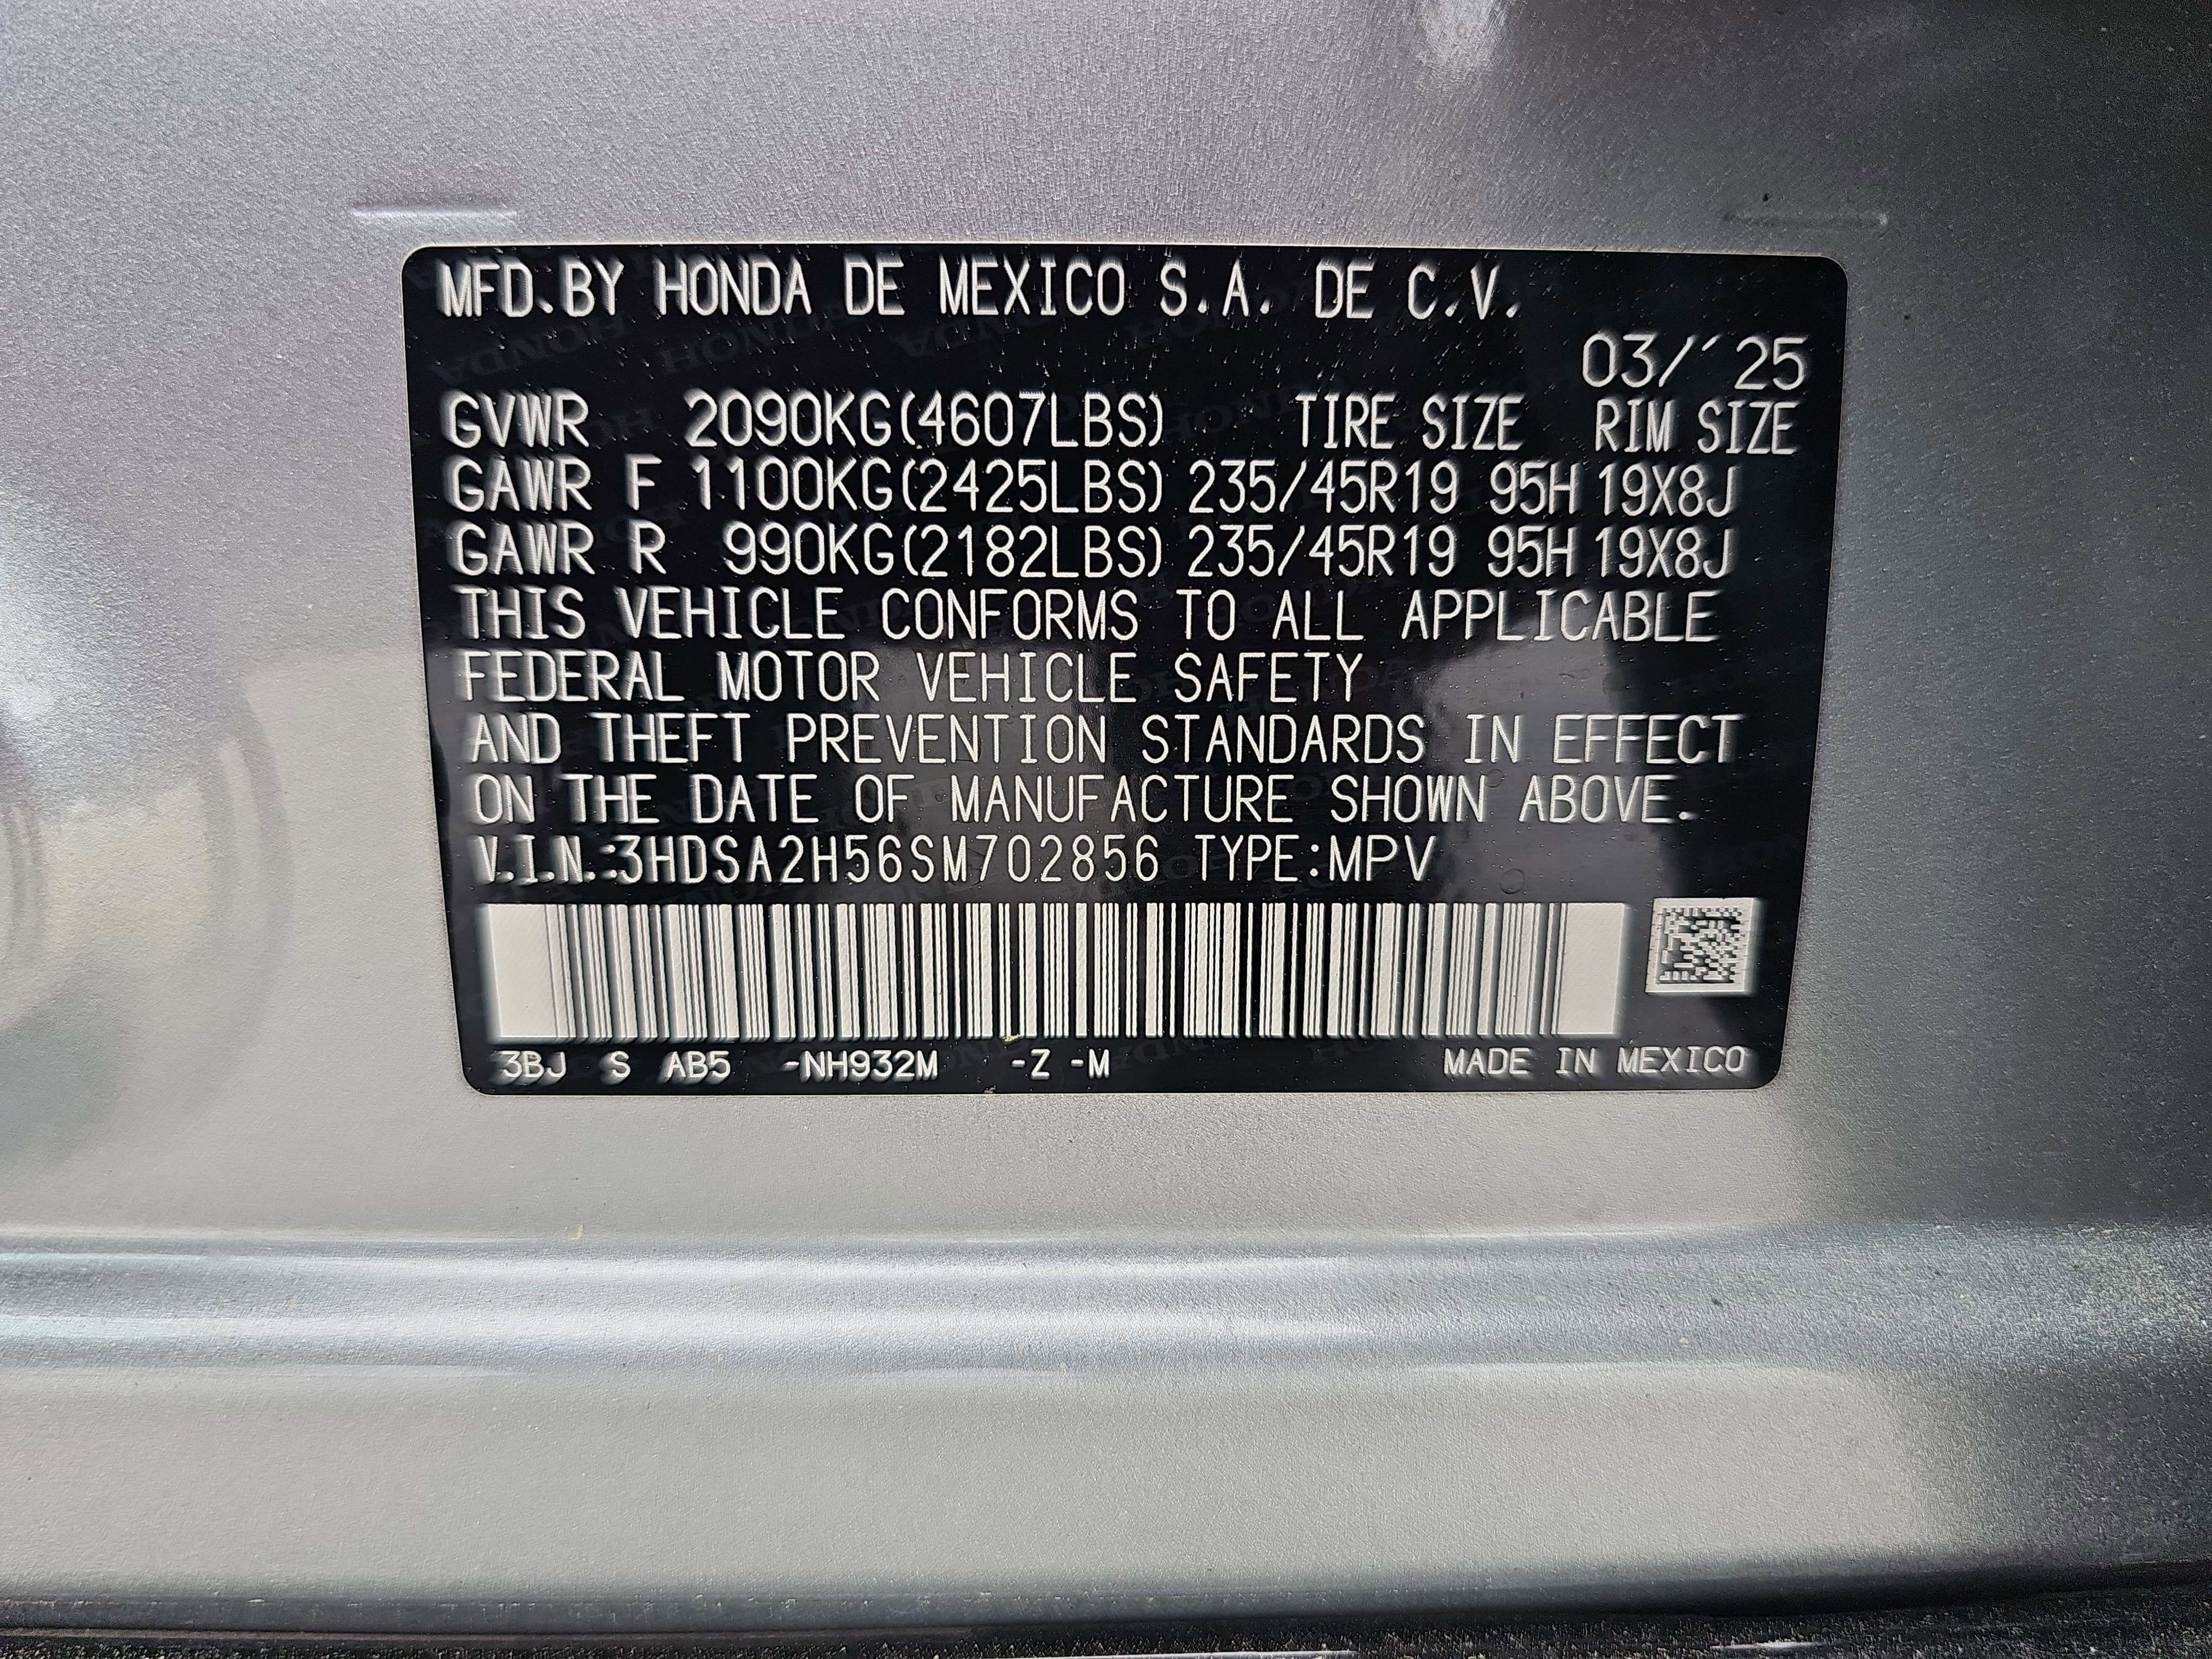 MFD.BY HONDA DE MEXICO S.A. DE C.V.
03/´25
GVWR 2090KG(4607LBS) TIRE SIZE RIM SIZE
GAWR F 1100KG(2425LBS) 235/45R19 95H 19X8J
GAWR R 990KG(2182LBS) 235/45R19 95H 19X8J
THIS VEHICLE CONFORMS TO ALL APPLICABLE
FEDERAL MOTOR VEHICLE SAFETY
AND THEFT PREVENTION STANDARDS IN EFFECT
ON THE DATE OF MANUFACTURE SHOWN ABOVE.
V.I.N.:3HDSA2H56SM702856 TYPE:MPV
3BJ S AB5 -NH932M -Z -M MADE IN MEXICO